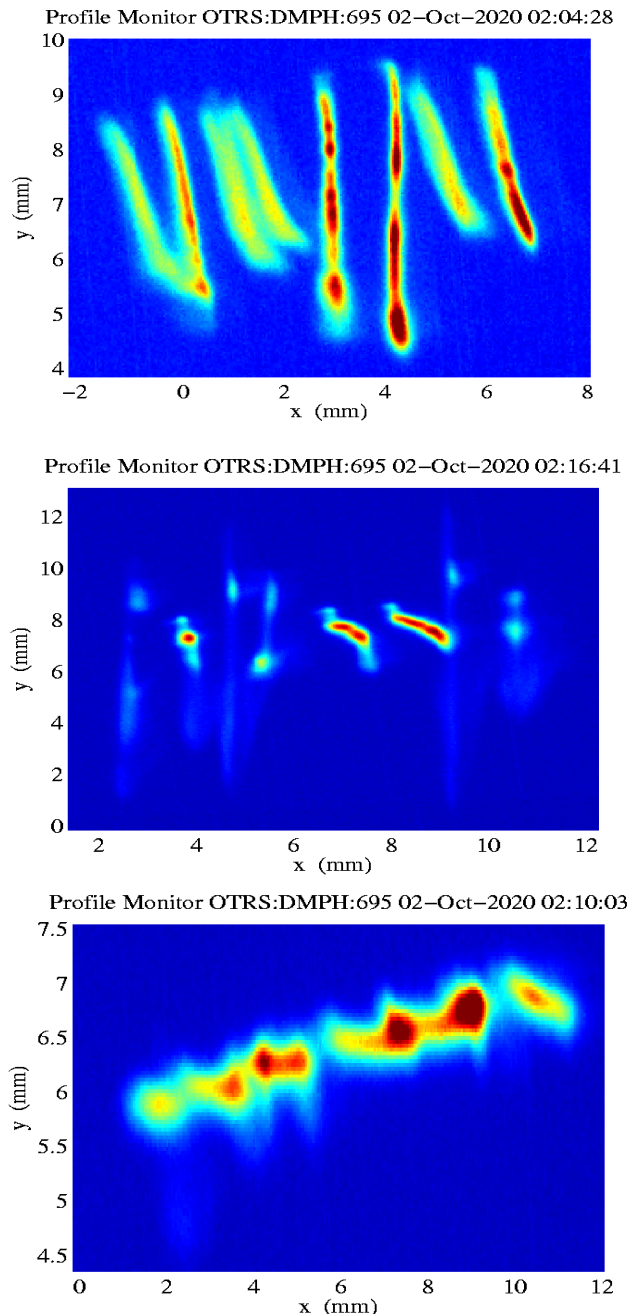 Profile Monitor OTRS:DMPH:695 02−Oct−2020 02:04:28
10
9
8
7
6
5
4
y (mm)
−2 0 2 4 6 8
x (mm)
Profile Monitor OTRS:DMPH:695 02−Oct−2020 02:16:41
12
10
8
6
4
2
0
y (mm)
2 4 6 8 10 12
x (mm)
Profile Monitor OTRS:DMPH:695 02−Oct−2020 02:10:03
7.5
7
6.5
6
5.5
5
4.5
y (mm)
0 2 4 6 8 10 12
x (mm)